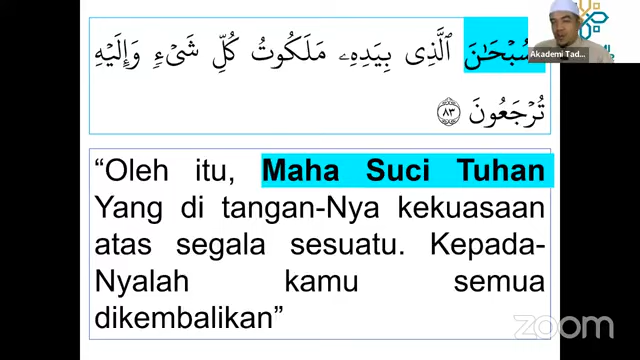 Akademi Tad...
سُبْحَـٰنَ ٱلَّذِى بِيَدِهِۦ مَلَكُوتُ كُلِّ شَىْءٍ وَإِلَيْهِ
تُرْجَعُونَ ٨٣
“Oleh itu, Maha Suci Tuhan
Yang di tangan-Nya kekuasaan
atas segala sesuatu. Kepada-
Nyalah kamu semua
dikembalikan”
zoom